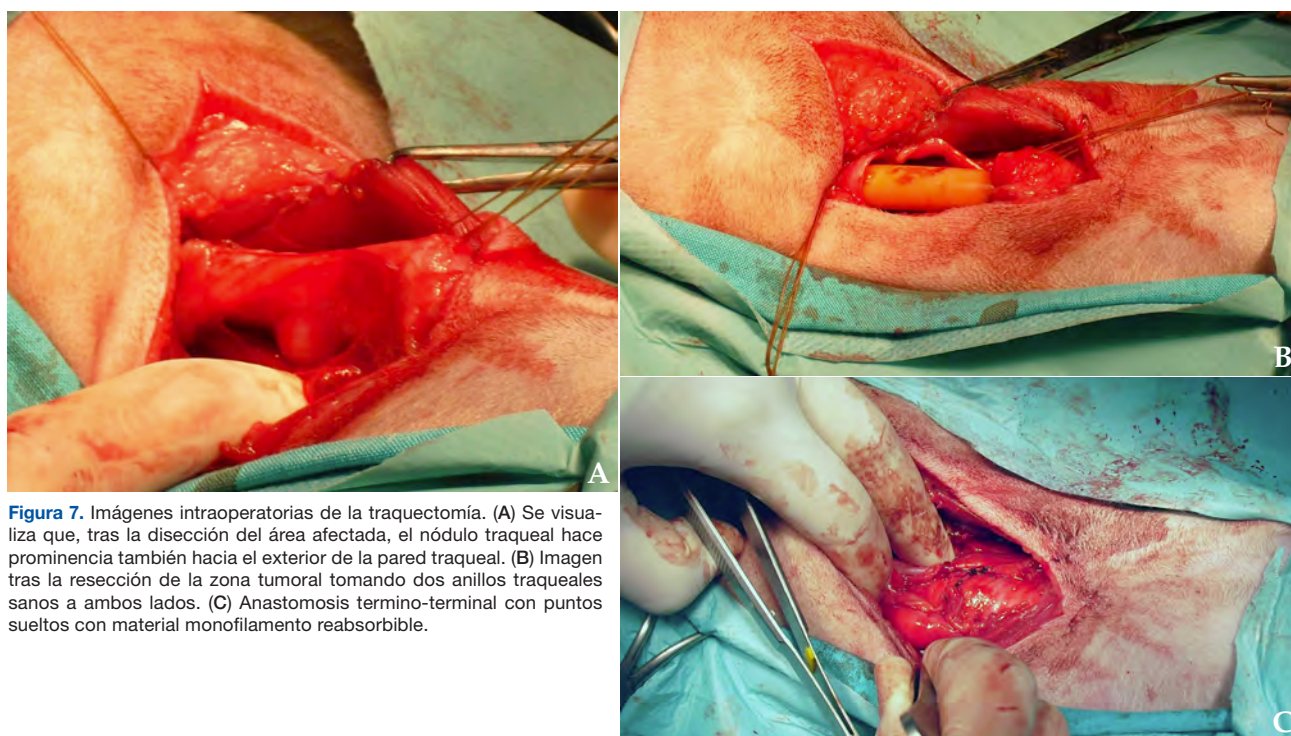 A
B
Figura 7. Imágenes intraoperatorias de la traquectomía. (A) Se visua-
liza que, tras la disección del área afectada, el nódulo traqueal hace
prominencia también hacia el exterior de la pared traqueal. (B) Imagen
tras la resección de la zona tumoral tomando dos anillos traqueales
sanos a ambos lados. (C) Anastomosis termino-terminal con puntos
sueltos con material monofilamento reabsorbible.
C